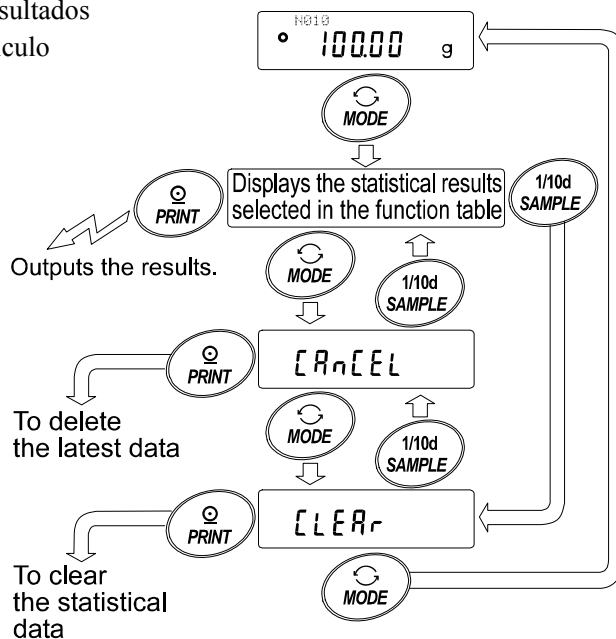 sultados
culo
N010
100.00 g
MODE
PRINT
Displays the statistical results
selected in the function table
1/10d
SAMPLE
Outputs the results.
MODE
1/10d
SAMPLE
PRINT
CAnCEL
To delete
the latest data
MODE
1/10d
SAMPLE
PRINT
CLEAr
To clear
the statistical
data
MODE